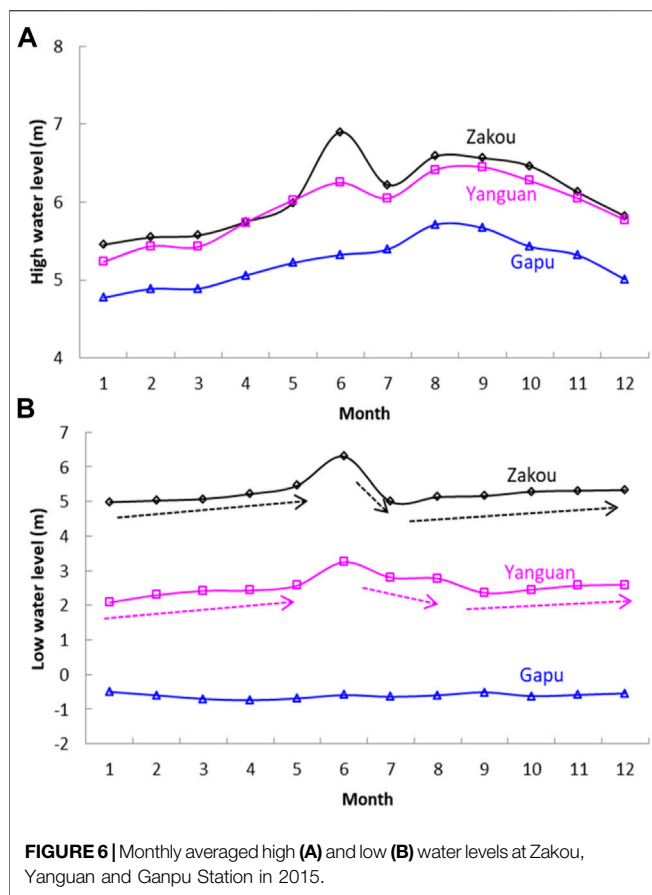 A
8
7
6
5
4
High water level (m)
Zakou
Yanguan
Gapu
1 2 3 4 5 6 7 8 9 10 11 12
Month
B
7
6
5
4
3
2
1
0
-1
-2
Low water level (m)
Zakou
Yanguan
Gapu
1 2 3 4 5 6 7 8 9 10 11 12
Month
FIGURE 6 | Monthly averaged high (A) and low (B) water levels at Zakou,
Yanguan and Ganpu Station in 2015.